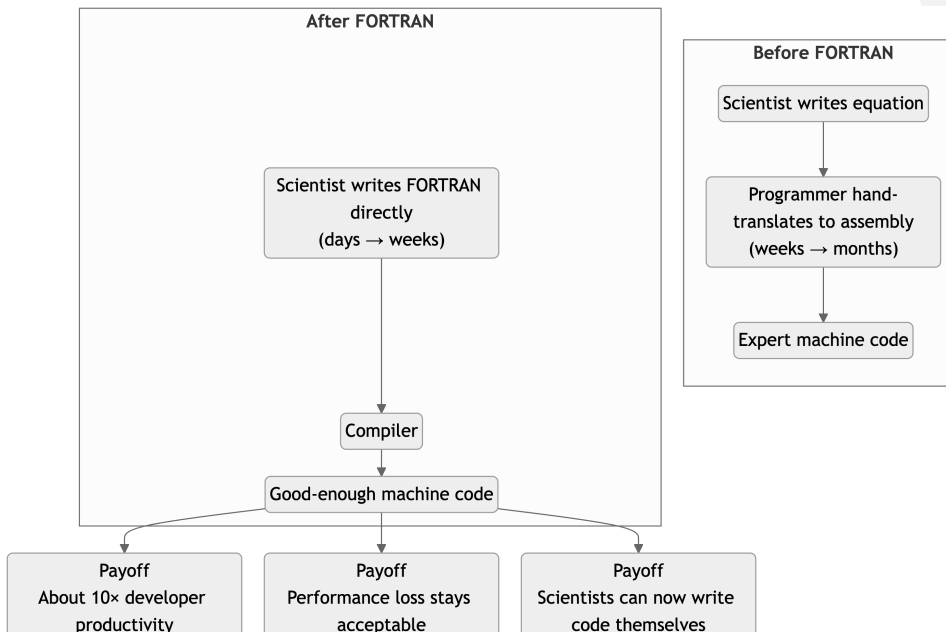 After FORTRAN
Scientist writes FORTRAN
directly
(days → weeks)
Compiler
Good-enough machine code
Before FORTRAN
Scientist writes equation
Programmer hand-
translates to assembly
(weeks → months)
Expert machine code
Payoff
About 10× developer
productivity
Payoff
Performance loss stays
acceptable
Payoff
Scientists can now write
code themselves